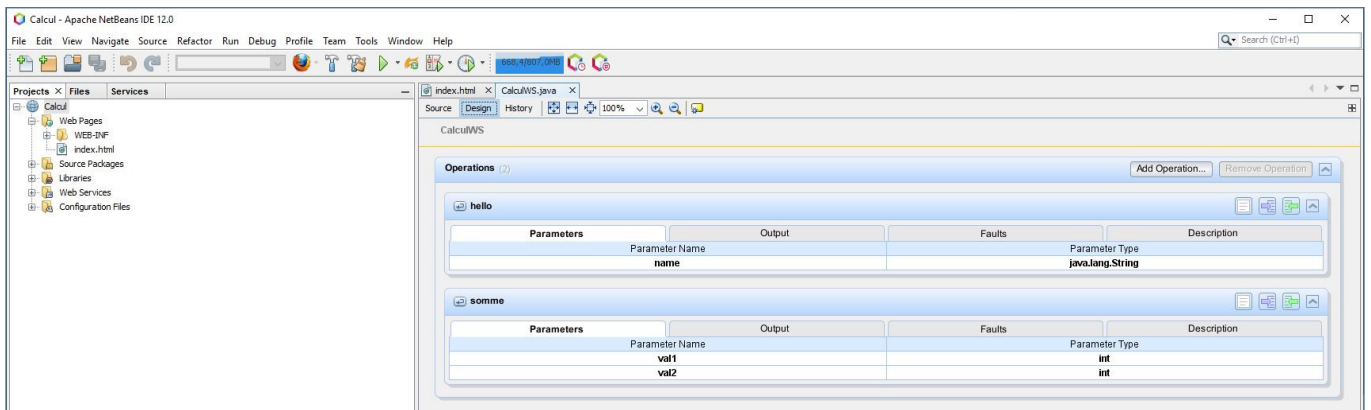 Calcul - Apache NetBeans IDE 12.0
File Edit View Navigate Source Refactor Run Debug Profile Team Tools Window Help
Search (Ctrl+I)
668,4/807,0MB
Projects Files Services
Calcul
Web Pages
WEB-INF
index.html
Source Packages
Libraries
Web Services
Configuration Files
index.html CalculWS.java
Source Design History 100%
CalculWS
Operations (2) Add Operation... Remove Operation
hello
Parameters Output Faults Description
Parameter Name Parameter Type
name java.lang.String
somme
Parameters Output Faults Description
Parameter Name Parameter Type
val1 int
val2 int